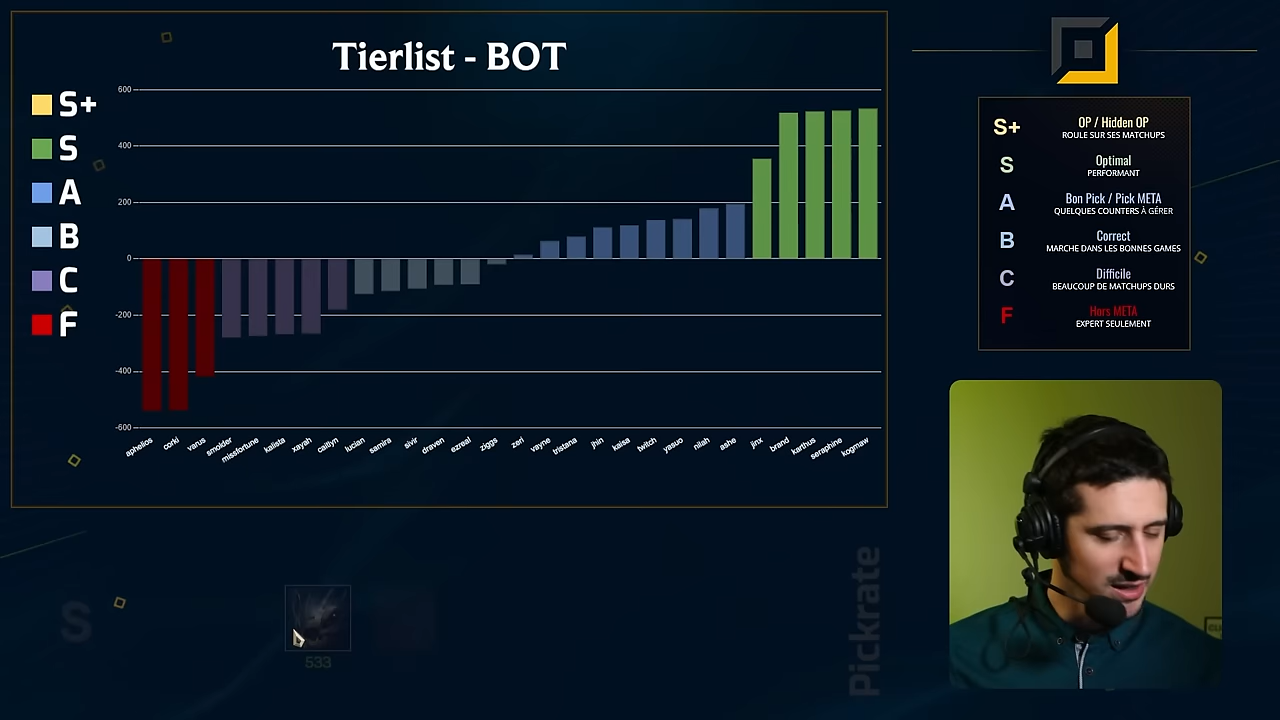 Tierlist - BOT
S+
S
A
B
C
F
600
400
200
0
-200
-400
-600
aphelios
corki
varus
smolder
missfortune
kalista
xayah
caitlyn
lucian
samira
sivir
draven
ezreal
ziggs
zeri
vayne
tristana
jhin
kaisa
twitch
yasuo
nilah
ashe
jinx
brand
karthus
seraphine
kogmaw
S+ OP / Hidden OP
ROULE SUR SES MATCHUPS
S Optimal
PERFORMANT
A Bon Pick / Pick META
QUELQUES COUNTERS À GÉRER
B Correct
MARCHE DANS LES BONNES GAMES
C Difficile
BEAUCOUP DE MATCHUPS DURS
F Hors META
EXPERT SEULEMENT
S
533
Pickrate